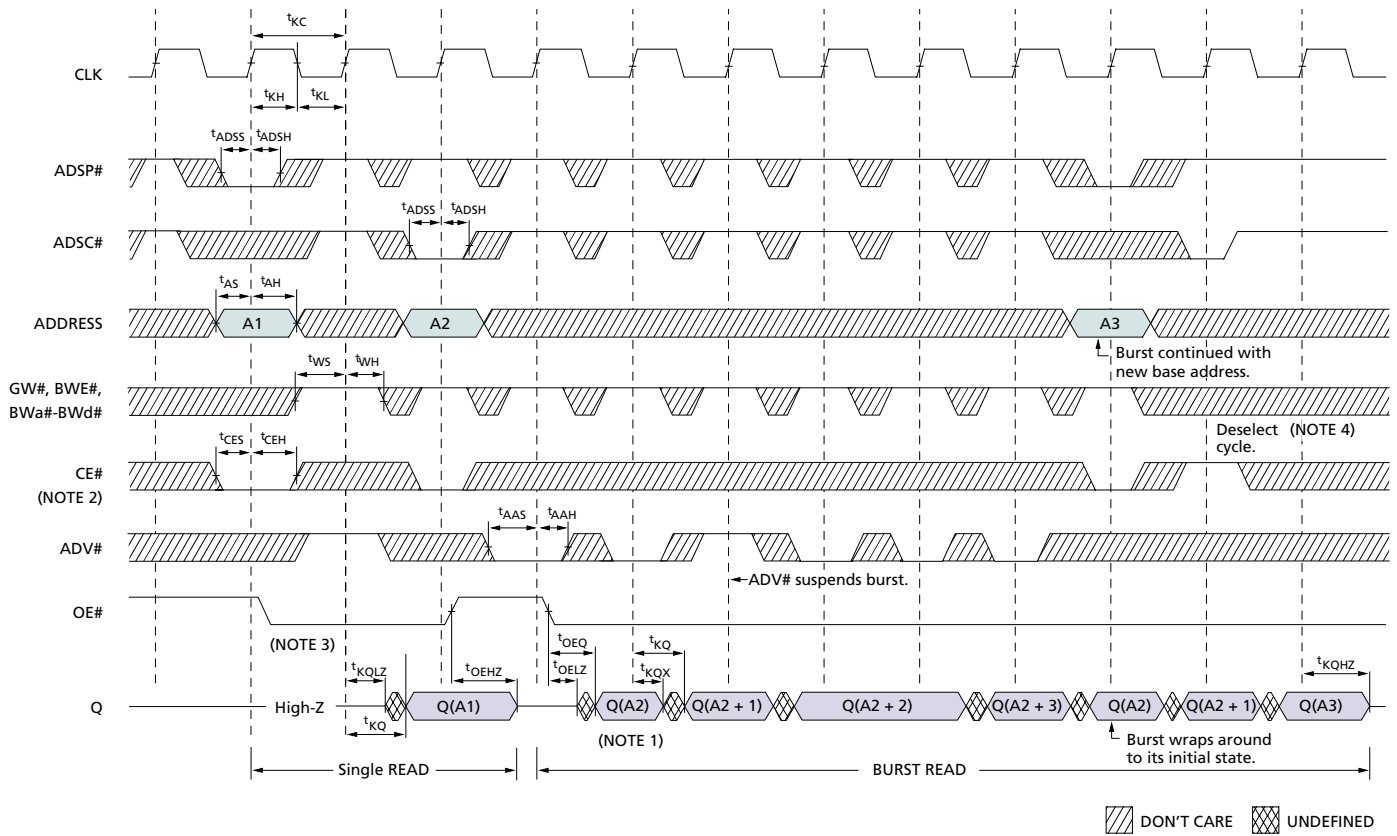 tKC
CLK
tKH
tKL
tADSS
tADSH
ADSP#
tADSS
tADSH
ADSC#
tAS
tAH
ADDRESS
A1
A2
A3
Burst continued with
new base address.
tWS
tWH
GW#, BWE#,
BWa#-BWd#
Deselect (NOTE 4)
cycle.
tCES
tCEH
CE#
(NOTE 2)
tAAS
tAAH
ADV#
ADV# suspends burst.
OE#
(NOTE 3)
tKQLZ
tOEHZ
tOEQ
tOELZ
tKQ
tKQX
tKQHZ
Q
High-Z
Q(A1)
Q(A2)
Q(A2 + 1)
Q(A2 + 2)
Q(A2 + 3)
Q(A2)
Q(A2 + 1)
Q(A3)
tKQ
(NOTE 1)
Burst wraps around
to its initial state.
Single READ
BURST READ
DON'T CARE
UNDEFINED